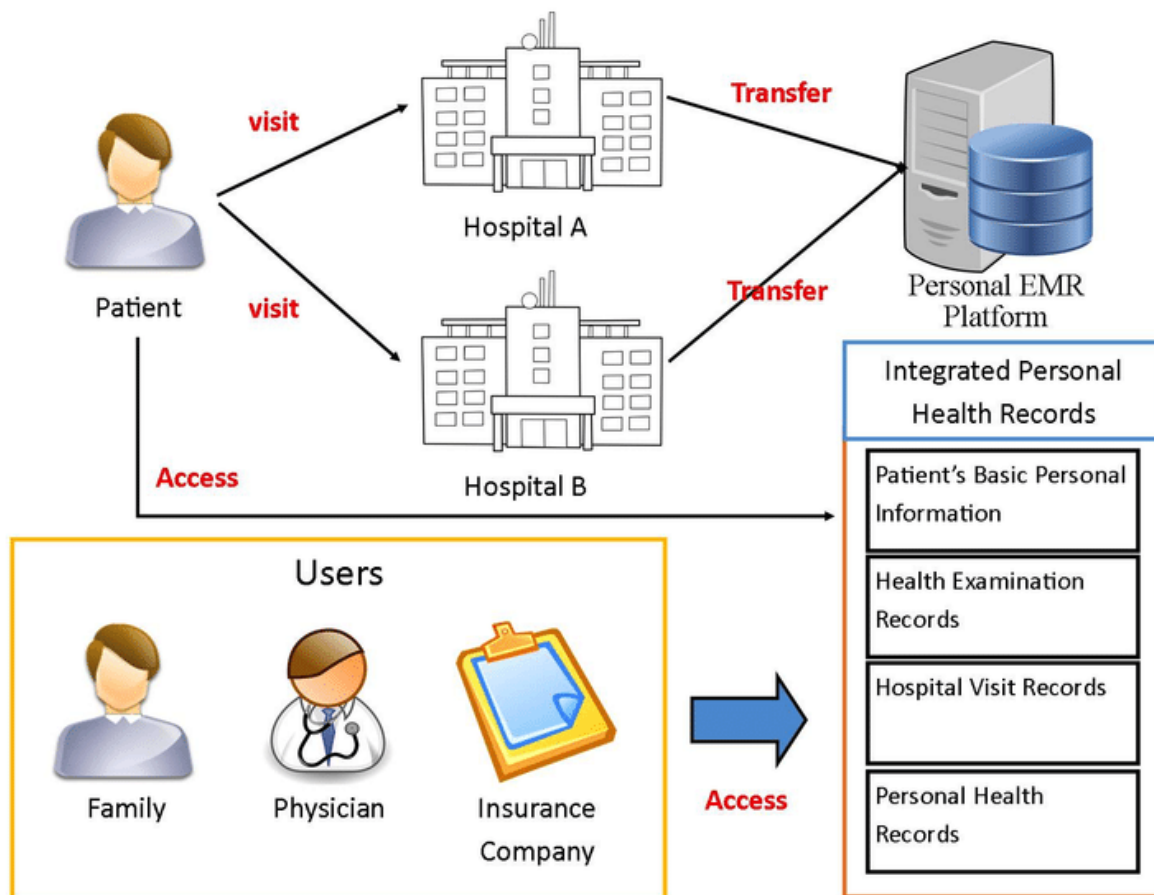 visit
Transfer
Hospital A
Patient
visit
Transfer
Personal EMR
Platform
Hospital B
Access
Integrated Personal
Health Records
Patient's Basic Personal
Information
Health Examination
Records
Hospital Visit Records
Personal Health
Records
Users
Family
Physician
Insurance
Company
Access